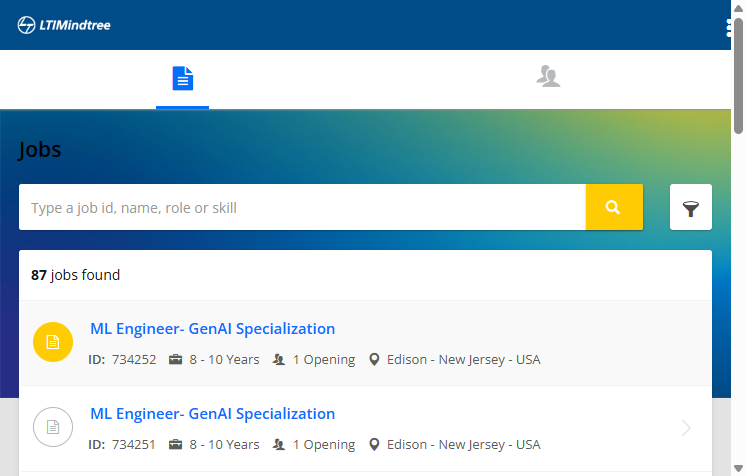 LTIMindtree
Jobs
Type a job id, name, role or skill
87 jobs found
ML Engineer- GenAI Specialization
ID: 734252 8 - 10 Years 1 Opening Edison - New Jersey - USA
ML Engineer- GenAI Specialization
ID: 734251 8 - 10 Years 1 Opening Edison - New Jersey - USA